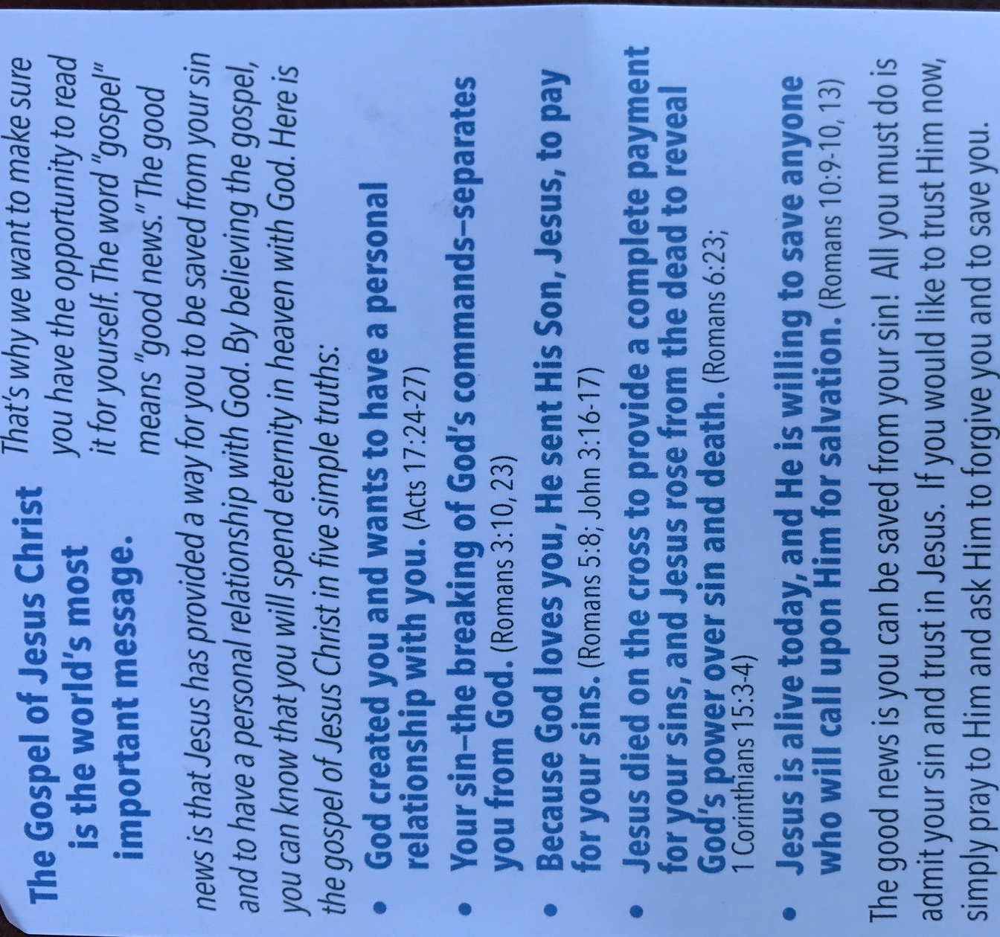 The Gospel of Jesus Christ
is the world's most
important message.
That's why we want to make sure
you have the opportunity to read
it for yourself. The word "gospel"
means "good news." The good
news is that Jesus has provided a way for you to be saved from your sin
and to have a personal relationship with God. By believing the gospel,
you can know that you will spend eternity in heaven with God. Here is
the gospel of Jesus Christ in five simple truths:
• God created you and wants to have a personal
relationship with you. (Acts 17:24-27)
• Your sin–the breaking of God's commands–separates
you from God. (Romans 3:10, 23)
• Because God loves you, He sent His Son, Jesus, to pay
for your sins. (Romans 5:8; John 3:16-17)
• Jesus died on the cross to provide a complete payment
for your sins, and Jesus rose from the dead to reveal
God's power over sin and death. (Romans 6:23;
1 Corinthians 15:3-4)
• Jesus is alive today, and He is willing to save anyone
who will call upon Him for salvation. (Romans 10:9-10, 13)
The good news is you can be saved from your sin! All you must do is
admit your sin and trust in Jesus. If you would like to trust Him now,
simply pray to Him and ask Him to forgive you and to save you.